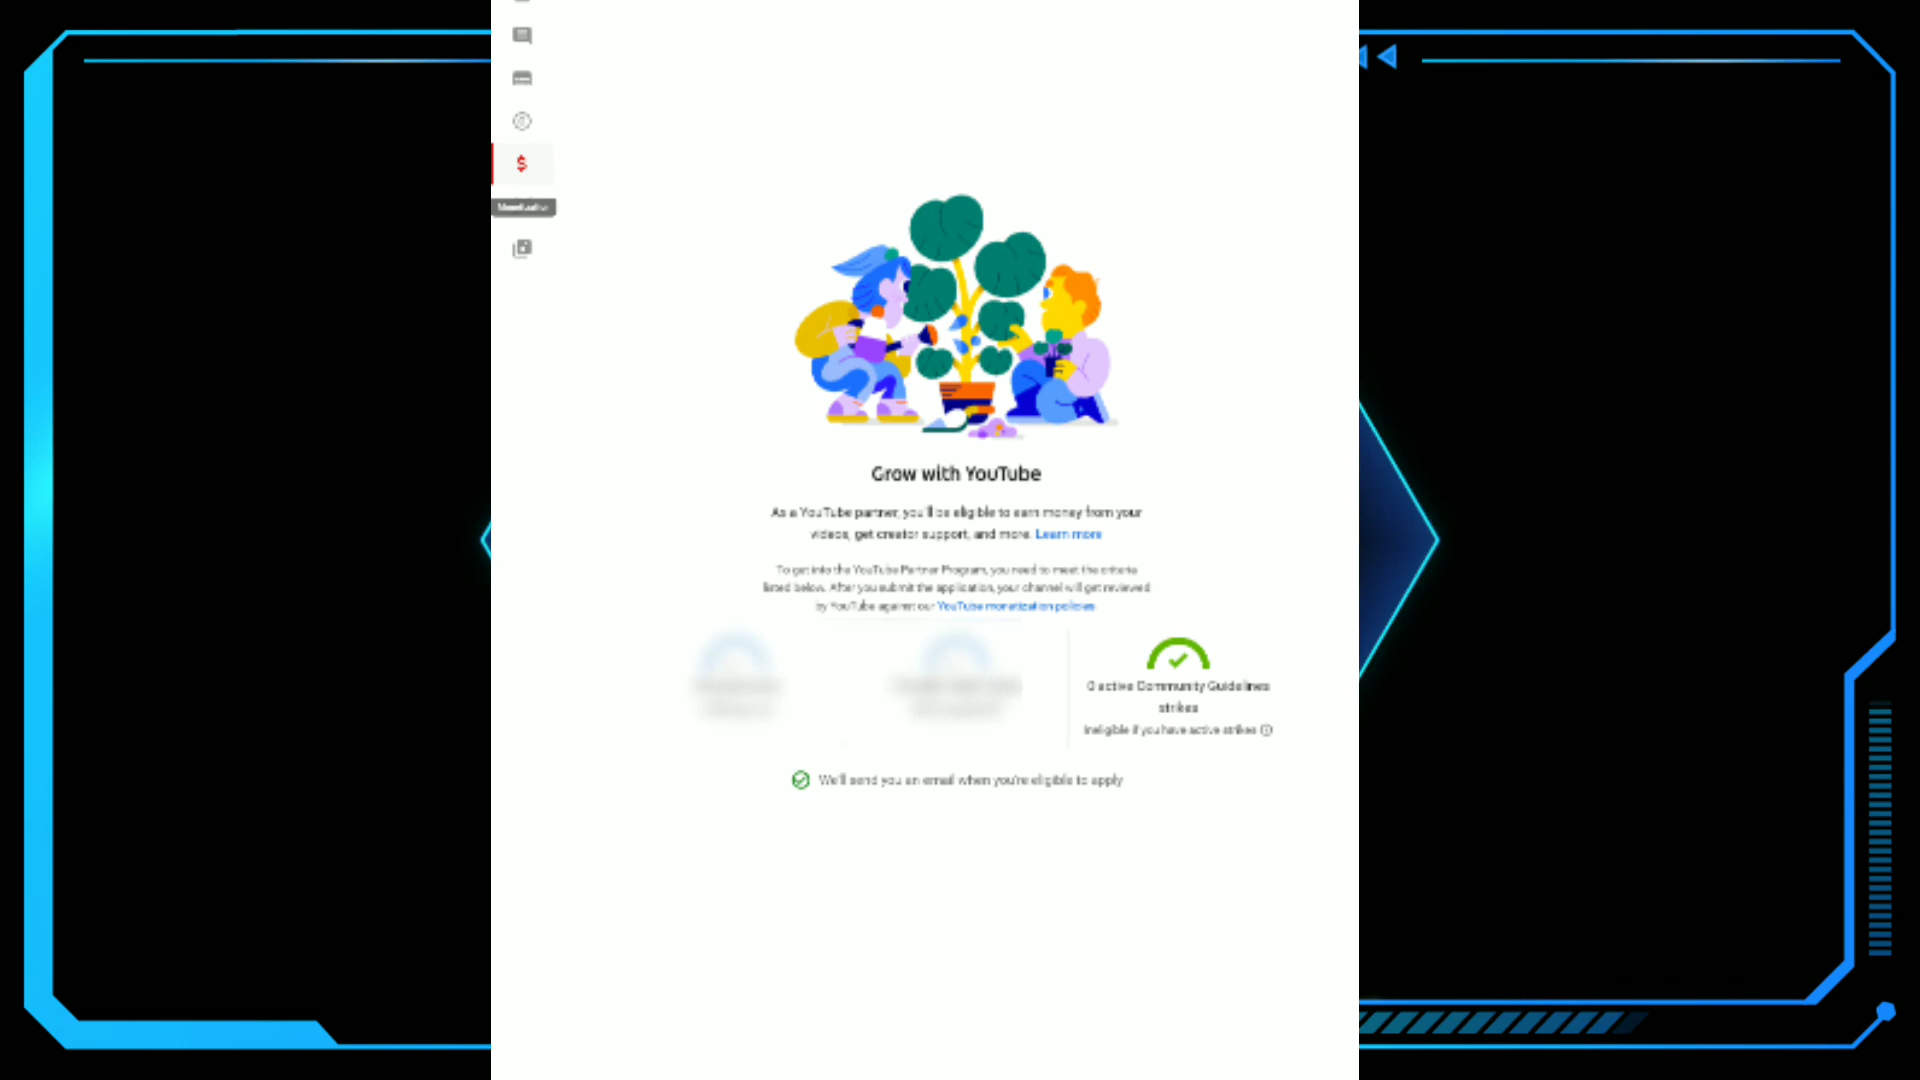 Monetization
Grow with YouTube
As a YouTube partner, you'll be eligible to earn money from your
videos, get creator support, and more. Learn more
To get into the YouTube Partner Program, you need to meet the criteria
listed below. After you submit the application, your channel will get reviewed
by YouTube against our YouTube monetization policies
0 active Community Guidelines
strikes
Ineligible if you have active strikes
We'll send you an email when you're eligible to apply